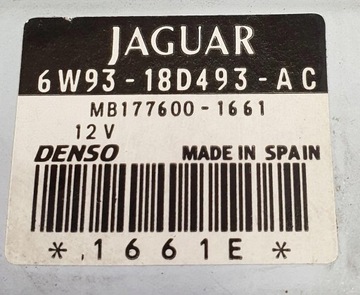 JAGUAR
6W93-18D493-AC
MB177600-1661
12V
DENSO MADE IN SPAIN
*.1661E*